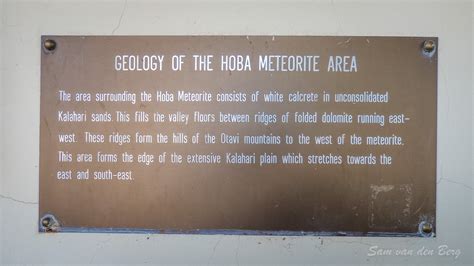 GEOLOGY OF THE HOBA METEORITE AREA
The area surrounding the Hoba Meteorite consists of white calcrete in unconsolidated
Kalahari sands. This fills the valley floors between ridges of folded dolomite running east-
west. These ridges form the hills of the Otavi mountains to the west of the meteorite.
This area forms the edge of the extensive Kalahari plain which stretches towards the
east and south-east.
Sam van den Berg